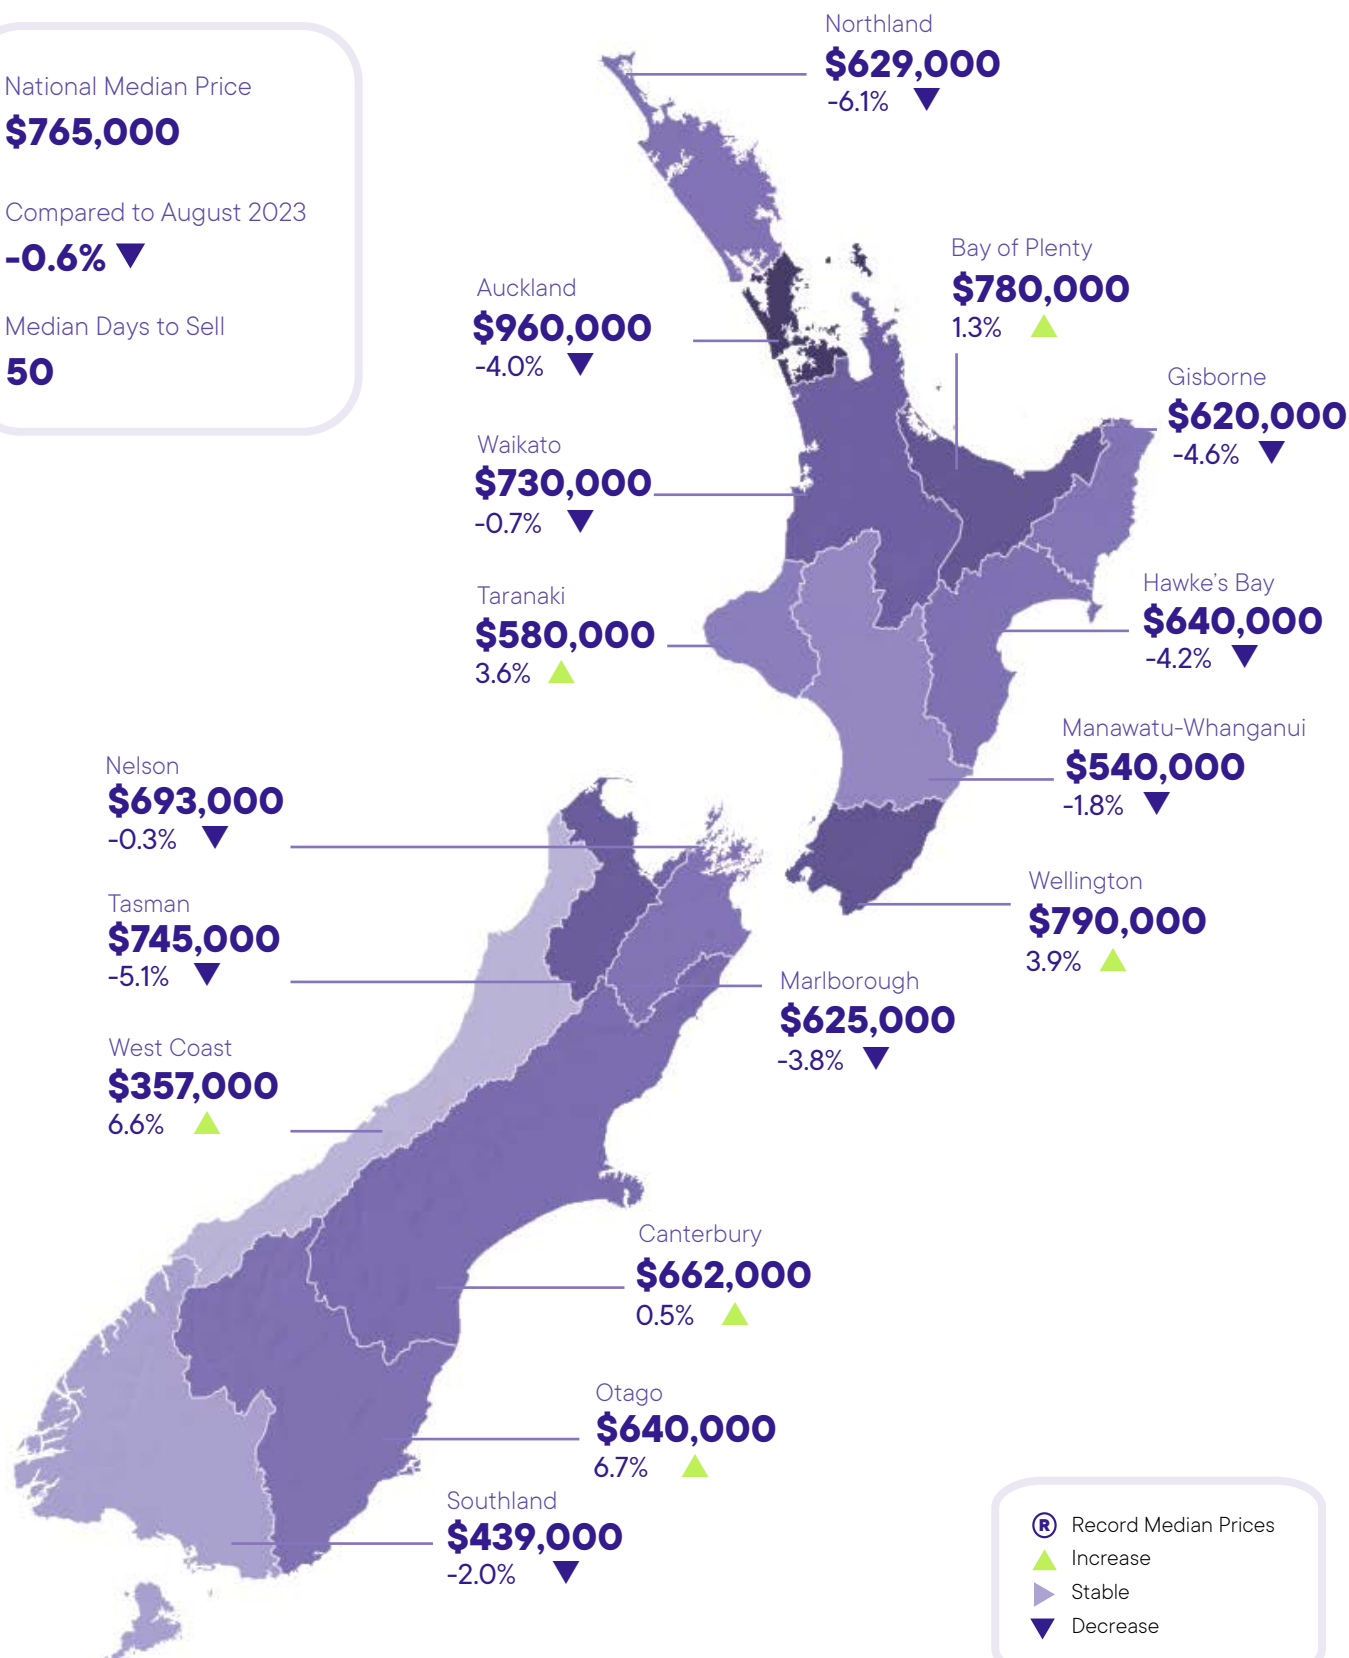 National Median Price
$765,000
Compared to August 2023
-0.6%
Median Days to Sell
50
Northland
$629,000
-6.1%
Auckland
$960,000
-4.0%
Bay of Plenty
$780,000
1.3%
Gisborne
$620,000
-4.6%
Waikato
$730,000
-0.7%
Taranaki
$580,000
3.6%
Hawke's Bay
$640,000
-4.2%
Manawatu-Whanganui
$540,000
-1.8%
Nelson
$693,000
-0.3%
Wellington
$790,000
3.9%
Tasman
$745,000
-5.1%
Marlborough
$625,000
-3.8%
West Coast
$357,000
6.6%
Canterbury
$662,000
0.5%
Otago
$640,000
6.7%
Southland
$439,000
-2.0%
R Record Median Prices
Increase
Stable
Decrease